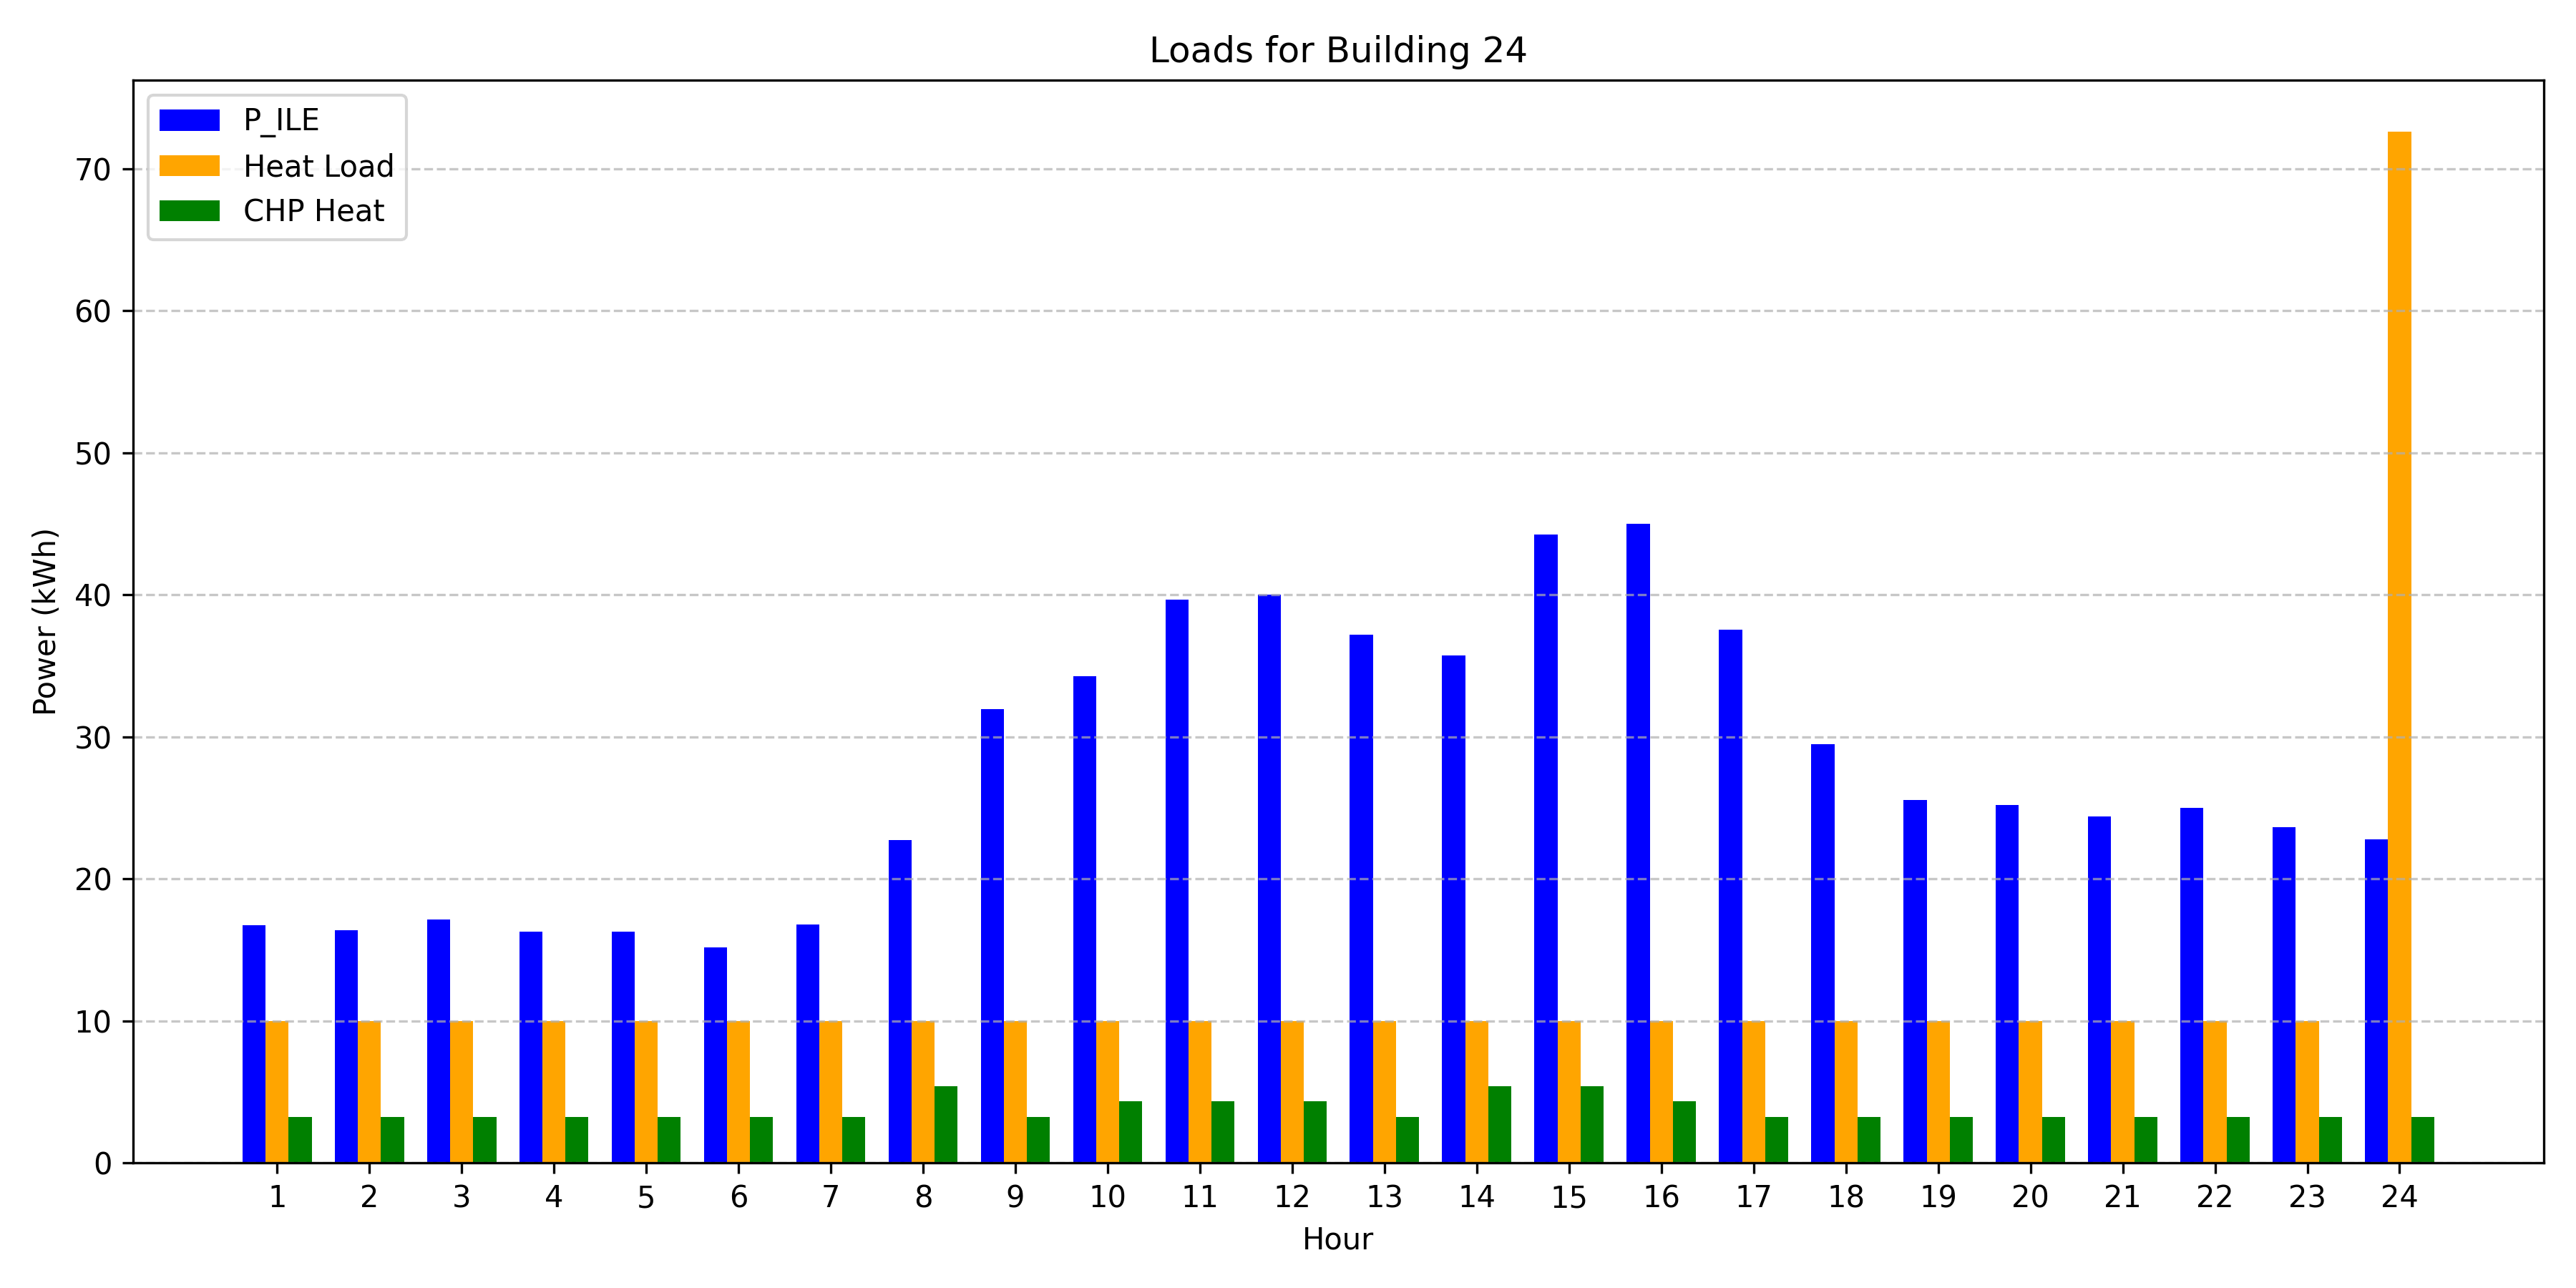 Loads for Building 24
P_ILE
Heat Load
CHP Heat
Power (kWh)
70
60
50
40
30
20
10
0
1 2 3 4 5 6 7 8 9 10 11 12 13 14 15 16 17 18 19 20 21 22 23 24
Hour